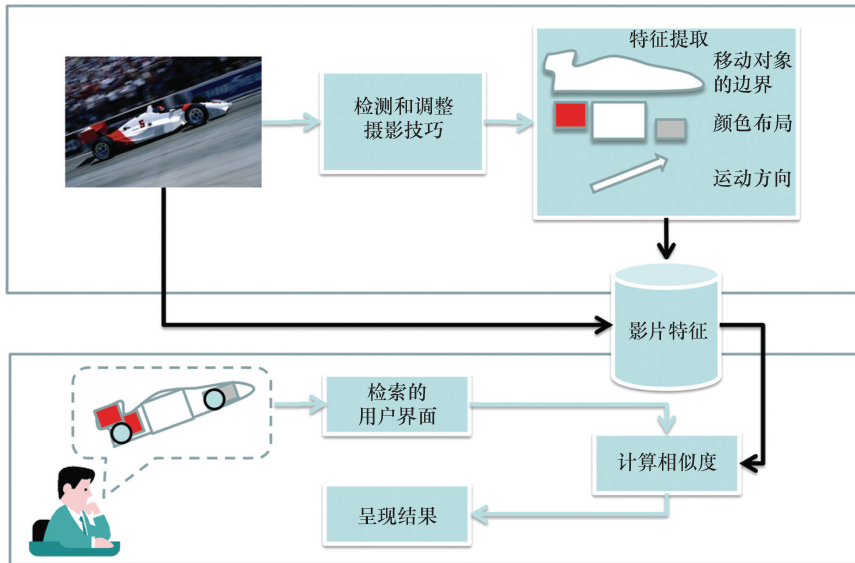 特征提取
移动对象
的边界
检测和调整
摄影技巧
颜色布局
运动方向
影片特征
检索的
用户界面
计算相似度
呈现结果